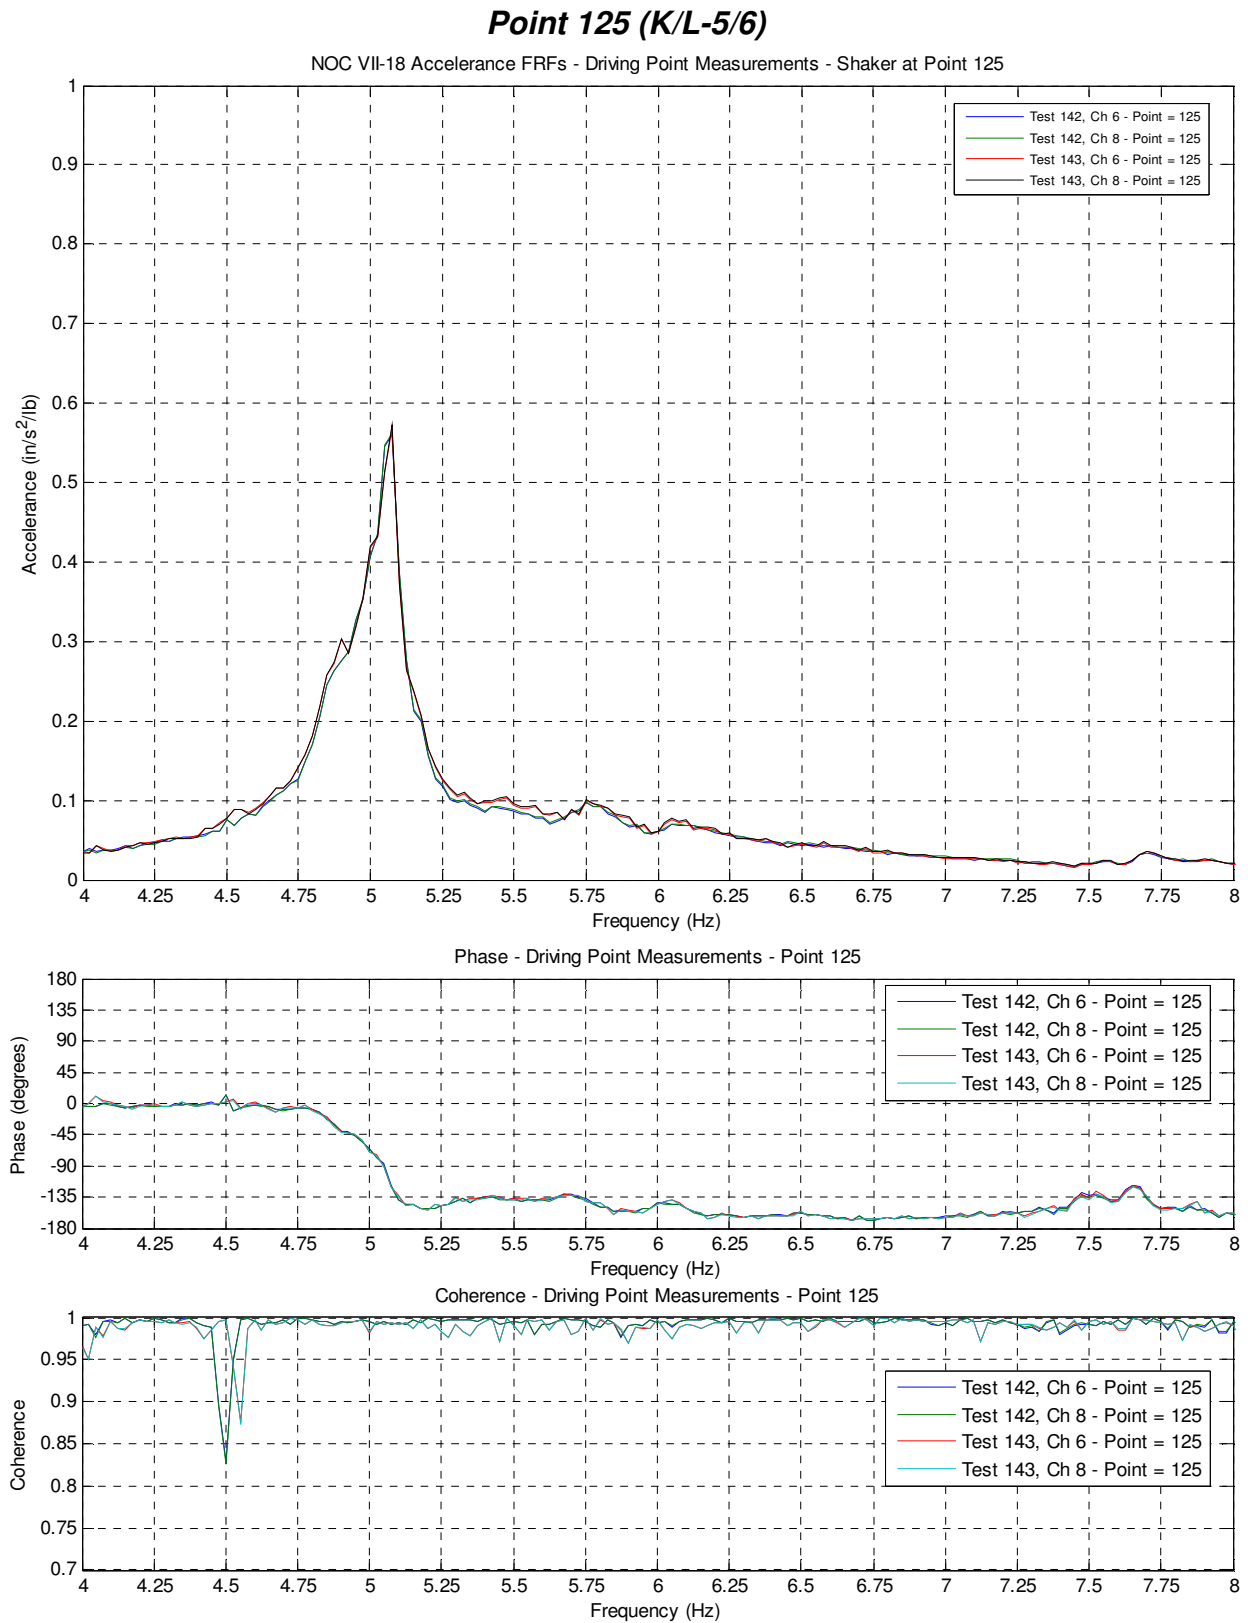 Point 125 (K/L-5/6)
NOC VII-18 Accelerance FRFs - Driving Point Measurements - Shaker at Point 125
1
0.9
0.8
0.7
0.6
0.5
0.4
0.3
0.2
0.1
0
Accelerance (in/s²/lb)
Test 142, Ch 6 - Point = 125
Test 142, Ch 8 - Point = 125
Test 143, Ch 6 - Point = 125
Test 143, Ch 8 - Point = 125
4 4.25 4.5 4.75 5 5.25 5.5 5.75 6 6.25 6.5 6.75 7 7.25 7.5 7.75 8
Frequency (Hz)
Phase - Driving Point Measurements - Point 125
180
135
90
45
0
-45
-90
-135
-180
Phase (degrees)
Test 142, Ch 6 - Point = 125
Test 142, Ch 8 - Point = 125
Test 143, Ch 6 - Point = 125
Test 143, Ch 8 - Point = 125
4 4.25 4.5 4.75 5 5.25 5.5 5.75 6 6.25 6.5 6.75 7 7.25 7.5 7.75 8
Frequency (Hz)
Coherence - Driving Point Measurements - Point 125
1
0.95
0.9
0.85
0.8
0.75
0.7
Coherence
Test 142, Ch 6 - Point = 125
Test 142, Ch 8 - Point = 125
Test 143, Ch 6 - Point = 125
Test 143, Ch 8 - Point = 125
4 4.25 4.5 4.75 5 5.25 5.5 5.75 6 6.25 6.5 6.75 7 7.25 7.5 7.75 8
Frequency (Hz)